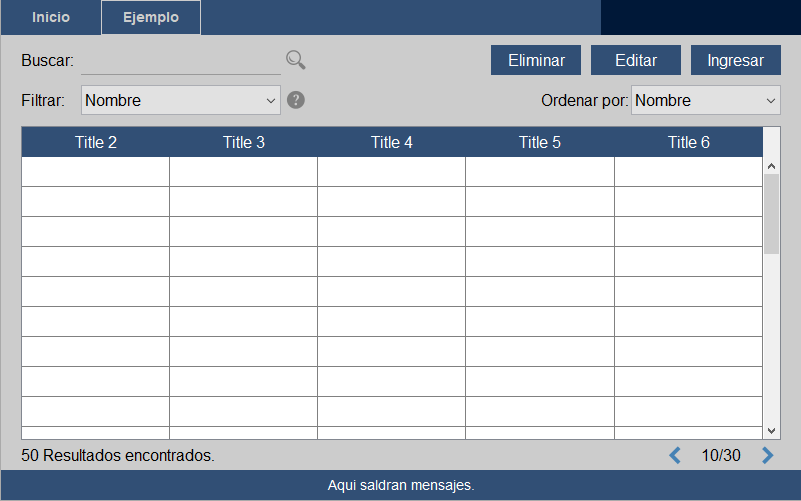 Inicio Ejemplo
Buscar: Eliminar Editar Ingresar
Filtrar: Nombre ? Ordenar por: Nombre
Title 2 Title 3 Title 4 Title 5 Title 6
50 Resultados encontrados. 10/30
Aqui saldran mensajes.